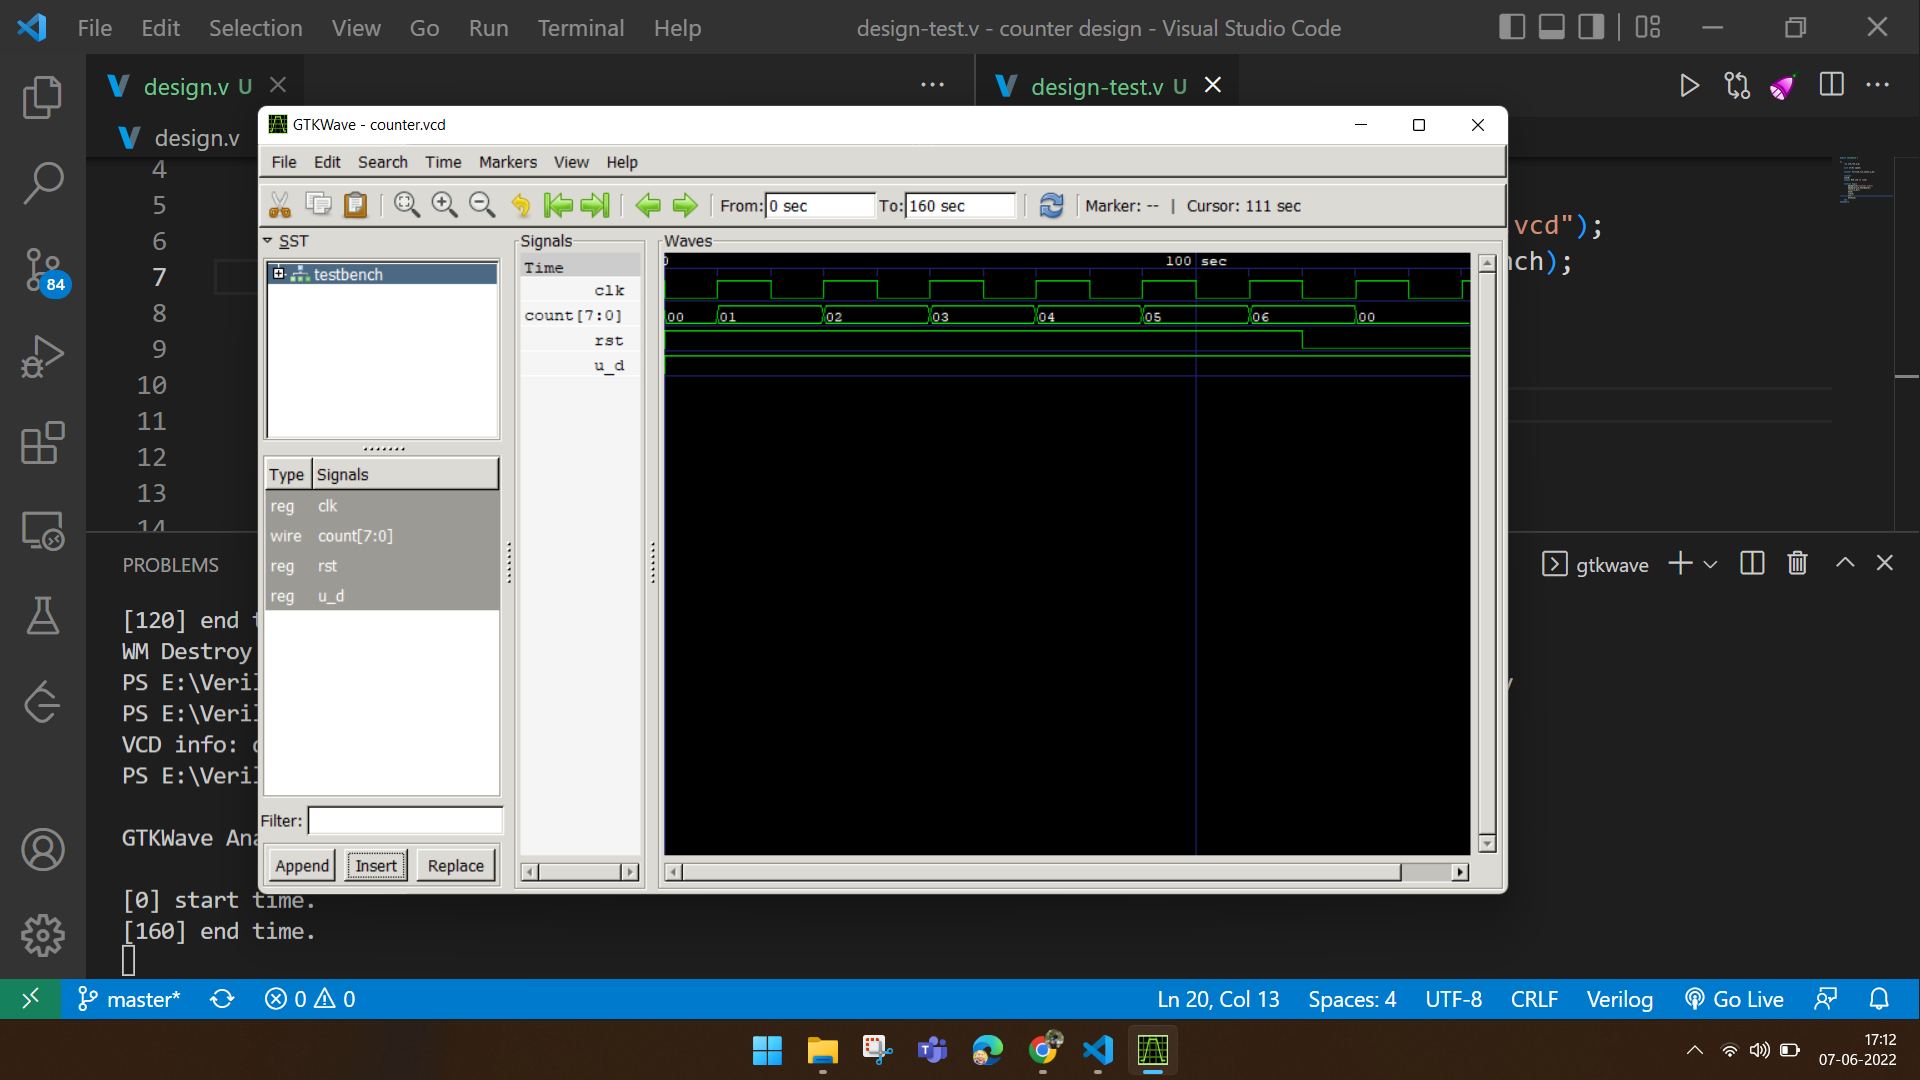 File Edit Selection View Go Run Terminal Help
design-test.v - counter design - Visual Studio Code
design.v U
design-test.v U
design.v
GTKWave - counter.vcd
File Edit Search Time Markers View Help
From: 0 sec To: 160 sec Marker: -- | Cursor: 111 sec
SST
testbench
Type Signals
reg clk
wire count[7:0]
reg rst
reg u_d
Filter:
Append Insert Replace
Signals
Time
clk
count[7:0]
rst
u_d
Waves
0 100 sec
00 01 02 03 04 05 06 00
4
5
6
7
8
9
10
11
12
13
14
vcd");
nch);
84
PROBLEMS
gtkwave
[120] end t
WM Destroy
PS E:\Veril
PS E:\Veril
VCD info:
PS E:\Veril
GTKWave Ana
[0] start time.
[160] end time.
master* 0 0
Ln 20, Col 13 Spaces: 4 UTF-8 CRLF Verilog Go Live
17:12
07-06-2022